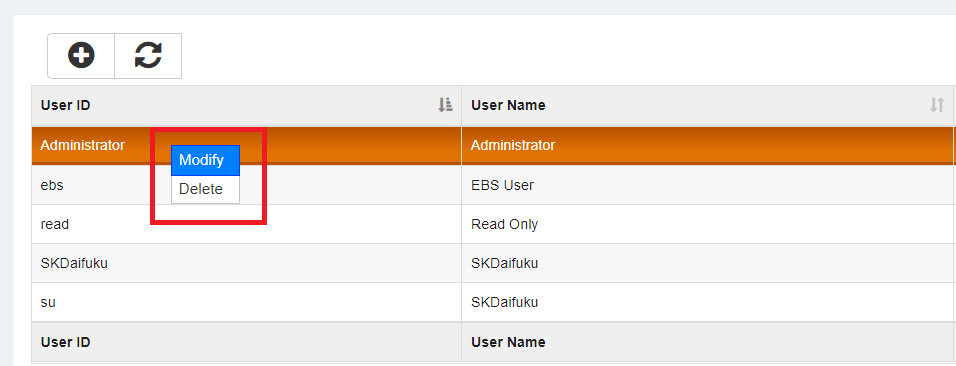 User ID User Name
Administrator Administrator
Modify
ebs EBS User
Delete
read Read Only
SKDaifuku SKDaifuku
su SKDaifuku
User ID User Name